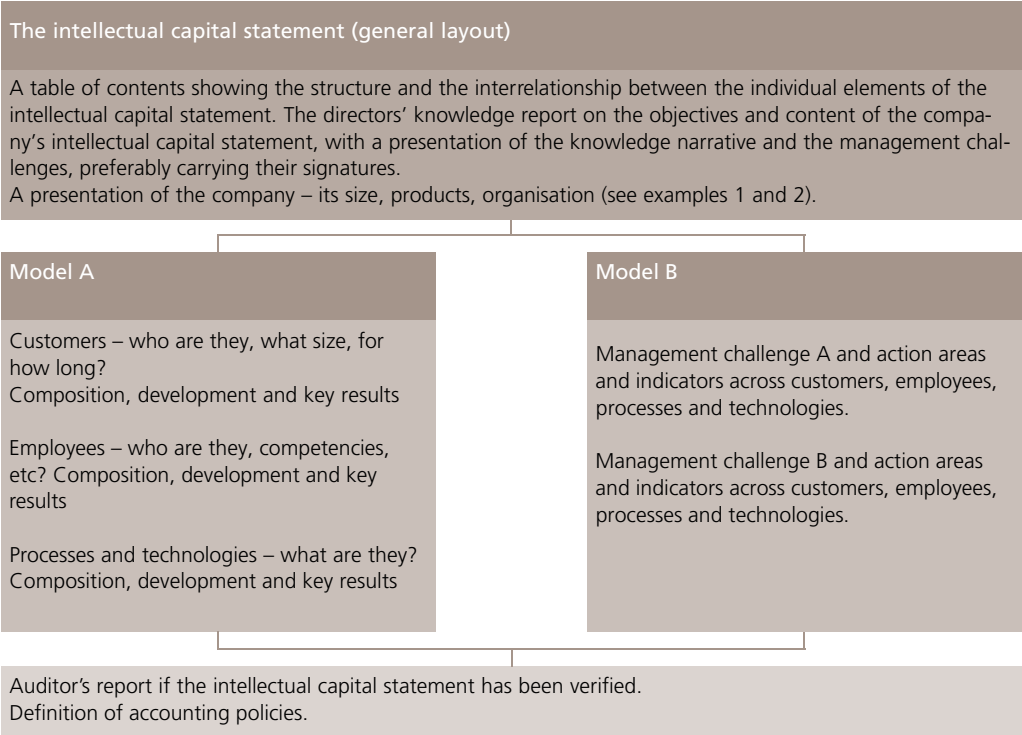 The intellectual capital statement (general layout)
A table of contents showing the structure and the interrelationship between the individual elements of the
intellectual capital statement. The directors’ knowledge report on the objectives and content of the compa-
ny’s intellectual capital statement, with a presentation of the knowledge narrative and the management chal-
lenges, preferably carrying their signatures.
A presentation of the company – its size, products, organisation (see examples 1 and 2).
Model A
Customers – who are they, what size, for
how long?
Composition, development and key results
Employees – who are they, competencies,
etc? Composition, development and key
results
Processes and technologies – what are they?
Composition, development and key results
Model B
Management challenge A and action areas
and indicators across customers, employees,
processes and technologies.
Management challenge B and action areas
and indicators across customers, employees,
processes and technologies.
Auditor’s report if the intellectual capital statement has been verified.
Definition of accounting policies.